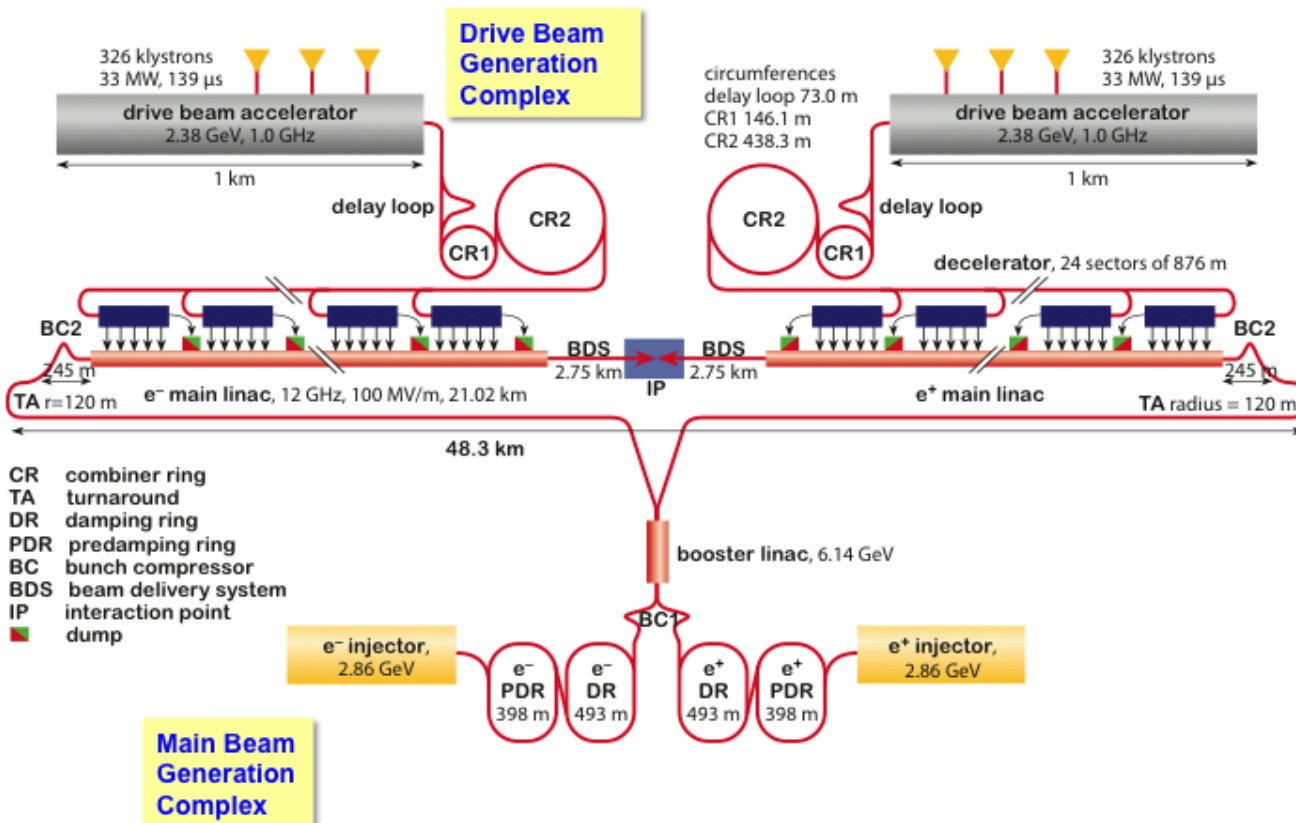 Drive Beam
Generation
Complex
326 klystrons
33 MW, 139 μs
drive beam accelerator
2.38 GeV, 1.0 GHz
1 km
delay loop
CR1
CR2
circumferences
delay loop 73.0 m
CR1 146.1 m
CR2 438.3 m
326 klystrons
33 MW, 139 μs
drive beam accelerator
2.38 GeV, 1.0 GHz
1 km
CR2
CR1
delay loop
decelerator, 24 sectors of 876 m
BC2
245 m
TA r=120 m
e⁻ main linac, 12 GHz, 100 MV/m, 21.02 km
BDS
2.75 km
IP
BDS
2.75 km
e⁺ main linac
BC2
245 m
TA radius = 120 m
48.3 km
CR combiner ring
TA turnaround
DR damping ring
PDR predamping ring
BC bunch compressor
BDS beam delivery system
IP interaction point
dump
booster linac, 6.14 GeV
BC1
e⁻ injector,
2.86 GeV
e⁻
PDR
398 m
e⁻
DR
493 m
e⁺
DR
493 m
e⁺
PDR
398 m
e⁺ injector,
2.86 GeV
Main Beam
Generation
Complex